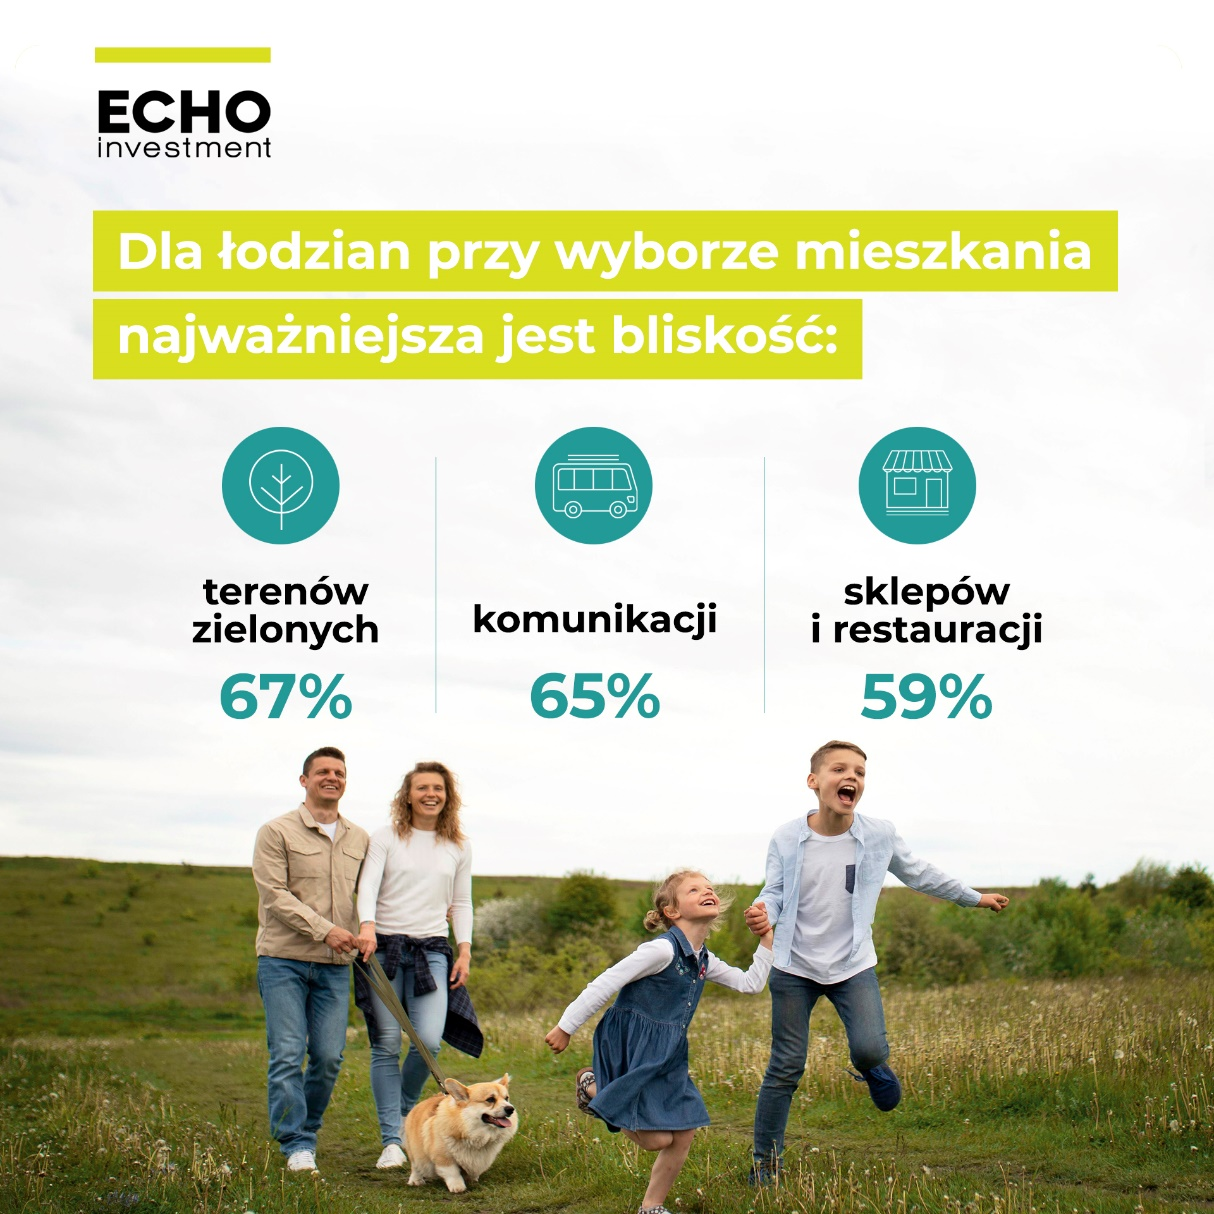 ECHO
investment
Dla łodzian przy wyborze mieszkania
najważniejsza jest bliskość:
terenów
zielonych
67%
komunikacji
65%
sklepów
i restauracji
59%